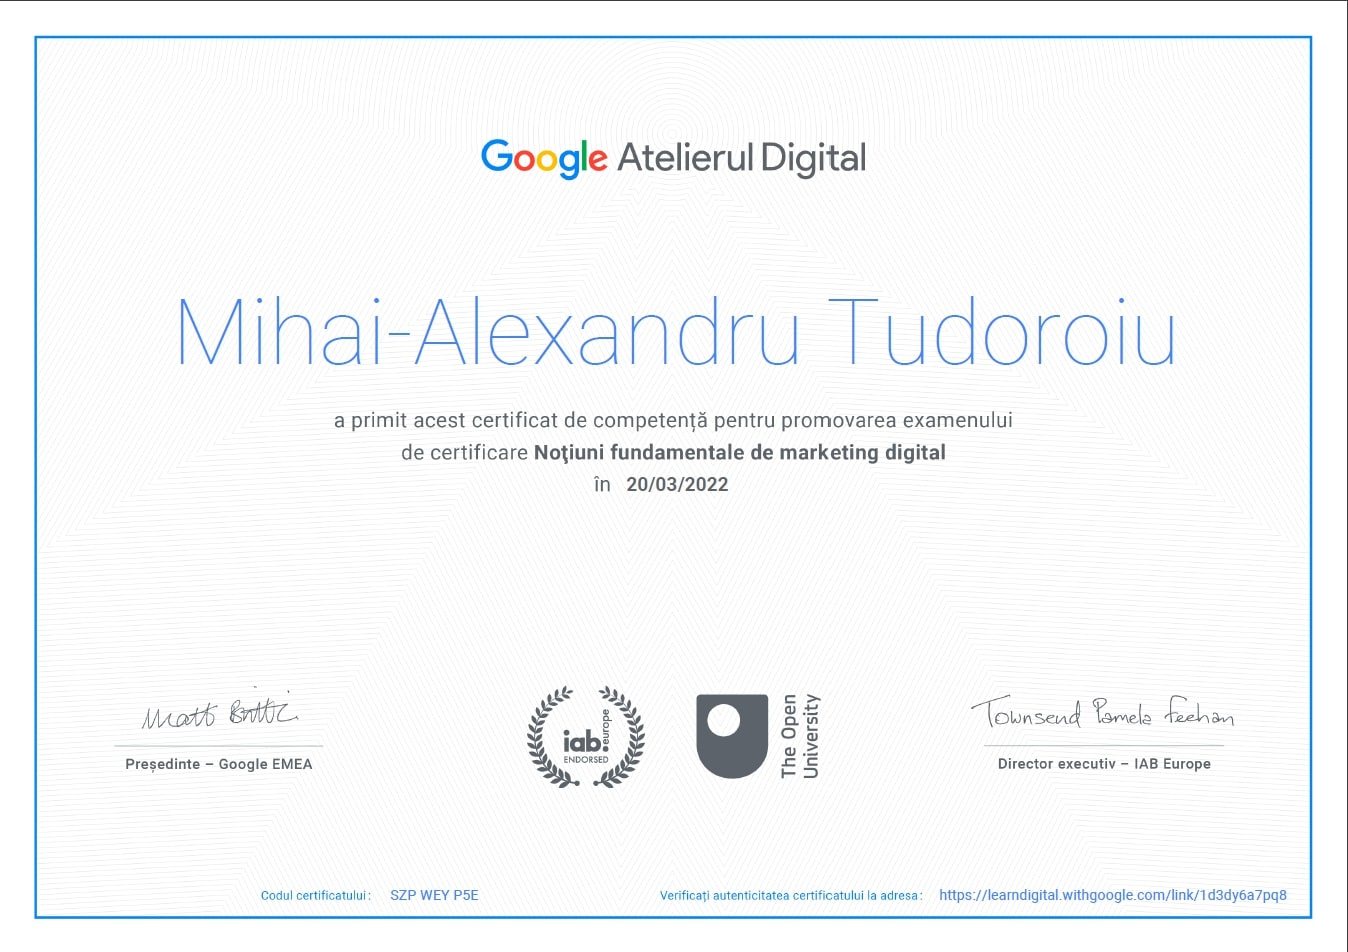 Google Atelierul Digital
Mihai-Alexandru Tudoroiu
a primit acest certificat de competență pentru promovarea examenului
de certificare Noţiuni fundamentale de marketing digital
în 20/03/2022
Matt Brittin
Președinte – Google EMEA
iab. europe
ENDORSED
The Open
University
Townsend Pamela Feehan
Director executiv – IAB Europe
Codul certificatului: SZP WEY P5E
Verificați autenticitatea certificatului la adresa: https://learndigital.withgoogle.com/link/1d3dy6a7pq8